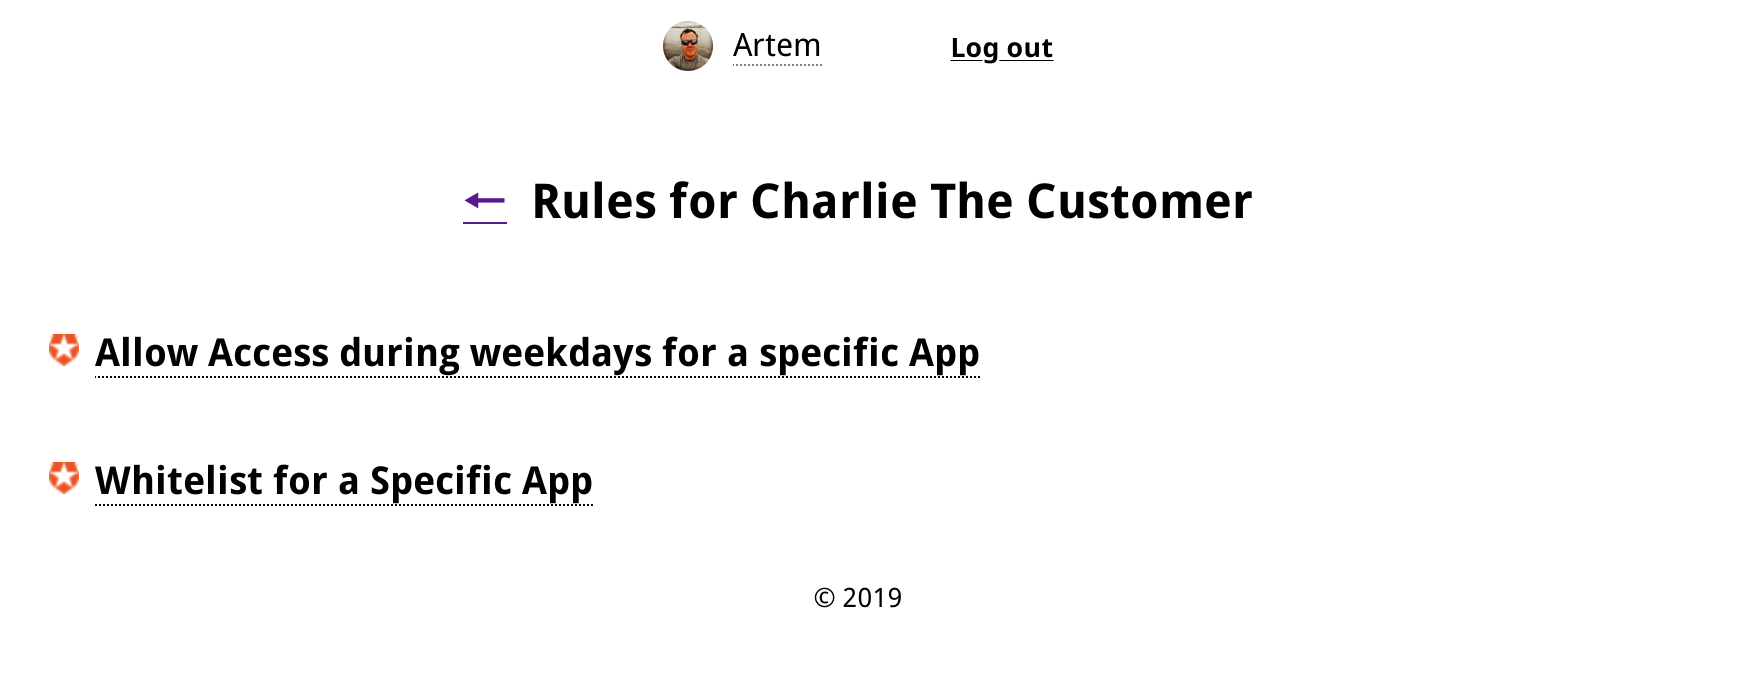 Artem
Log out
Rules for Charlie The Customer
Allow Access during weekdays for a specific App
Whitelist for a Specific App
© 2019